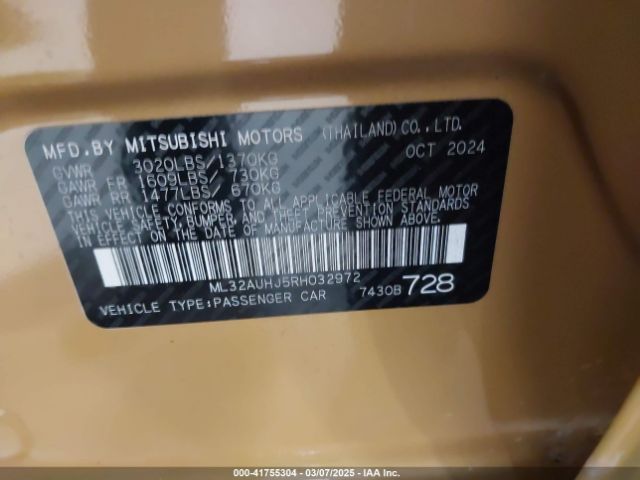 MFD.BY MITSUBISHI MOTORS (THAILAND)CO.,LTD.
GVWR 3020LBS/1370KG OCT 2024
GAWR FR 1609LBS/ 730KG
GAWR RR 1477LBS/ 670KG
THIS VEHICLE CONFORMS TO ALL APPLICABLE FEDERAL MOTOR
VEHICLE SAFETY,BUMPER,AND THEFT PREVENTION STANDARDS
IN EFFECT ON THE DATE OF MANUFACTURE SHOWN ABOVE.
ML32AUHJ5RH032972
VEHICLE TYPE:PASSENGER CAR 7430B 728
000-41755304 - 03/07/2025 - IAAI.com